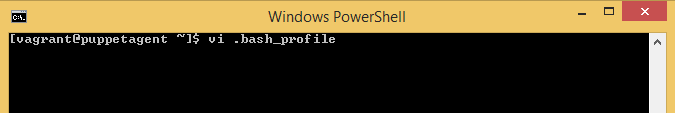 Windows PowerShell
[vagrant@puppetagent ~]$ vi .bash_profile